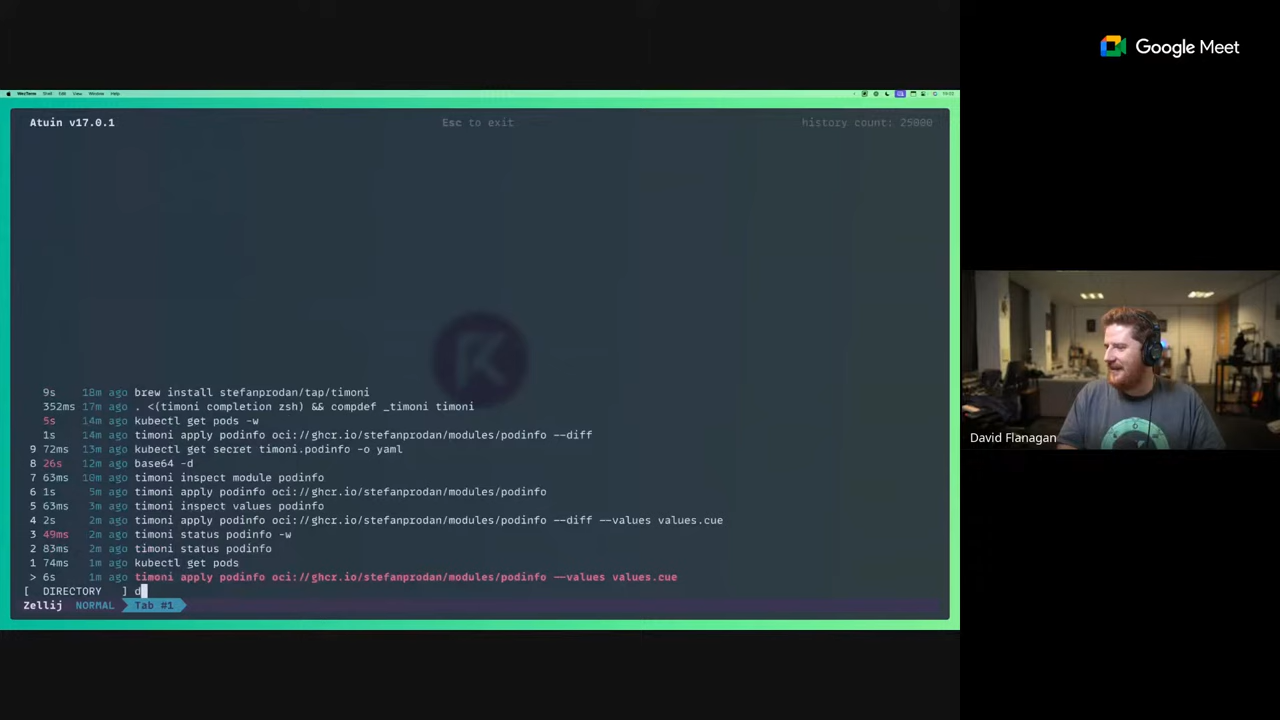 Google Meet
WezTerm Shell Edit View Window Help
Atuin v17.0.1 Esc to exit history count: 25000
9s 18m ago brew install stefanprodan/tap/timoni
352ms 17m ago . <(timoni completion zsh) && compdef _timoni timoni
5s 14m ago kubectl get pods -w
1s 14m ago timoni apply podinfo oci://ghcr.io/stefanprodan/modules/podinfo --diff
9 72ms 13m ago kubectl get secret timoni.podinfo -o yaml
8 26s 12m ago base64 -d
7 63ms 10m ago timoni inspect module podinfo
6 1s 5m ago timoni apply podinfo oci://ghcr.io/stefanprodan/modules/podinfo
5 63ms 3m ago timoni inspect values podinfo
4 2s 2m ago timoni apply podinfo oci://ghcr.io/stefanprodan/modules/podinfo --diff --values values.cue
3 49ms 2m ago timoni status podinfo -w
2 83ms 2m ago timoni status podinfo
1 74ms 1m ago kubectl get pods
> 6s 1m ago timoni apply podinfo oci://ghcr.io/stefanprodan/modules/podinfo --values values.cue
[ DIRECTORY ] d
Zellij NORMAL Tab #1
David Flanagan